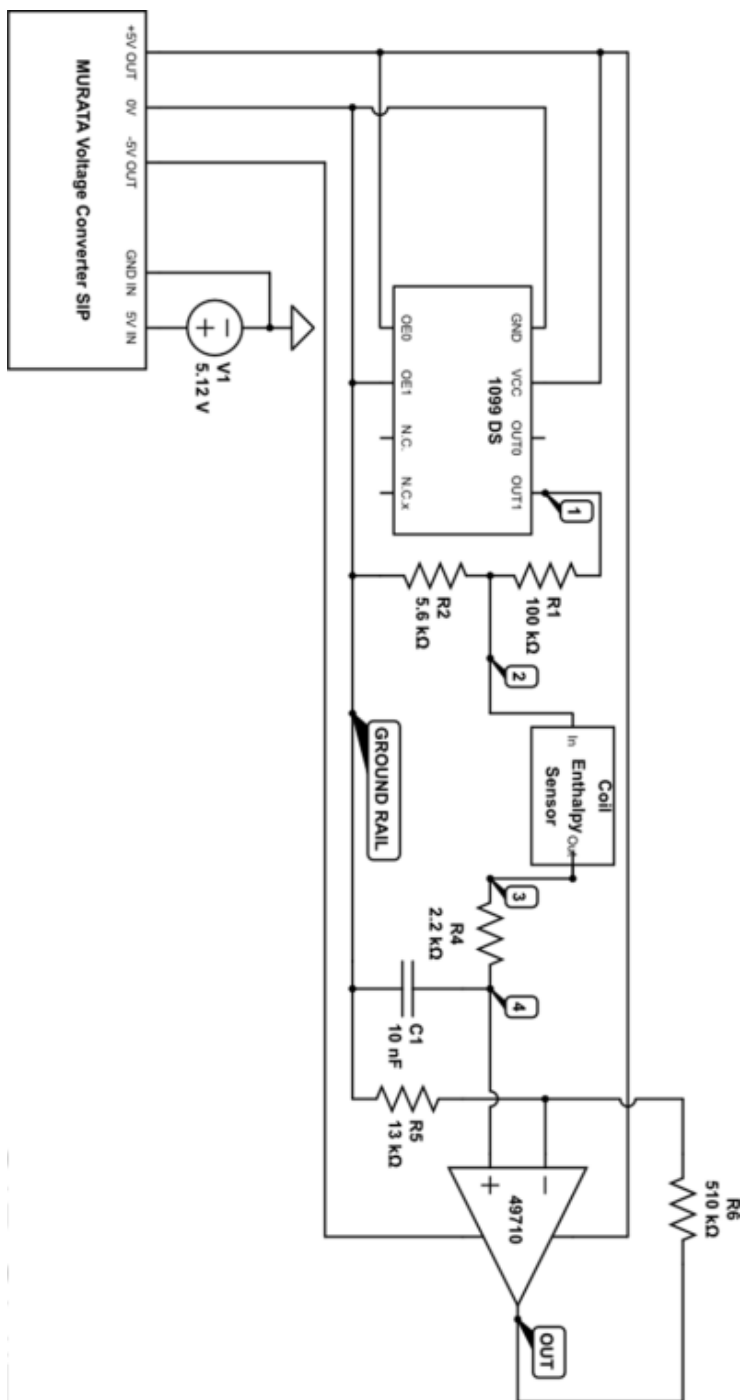 MURATA Voltage Converter SIP
+5V OUT
0V
-5V OUT
GND IN
5V IN
+
−
V1
5.12 V
GND
VCC
OUT0
OUT1
1099 DS
OE0
OE1
N.C.
N.C.x
1
R1
100 kΩ
R2
5.6 kΩ
2
GROUND RAIL
Coil
Enthalpy
Sensor
In
Out
3
R4
2.2 kΩ
4
C1
10 nF
R5
13 kΩ
R6
510 kΩ
−
+
49710
OUT